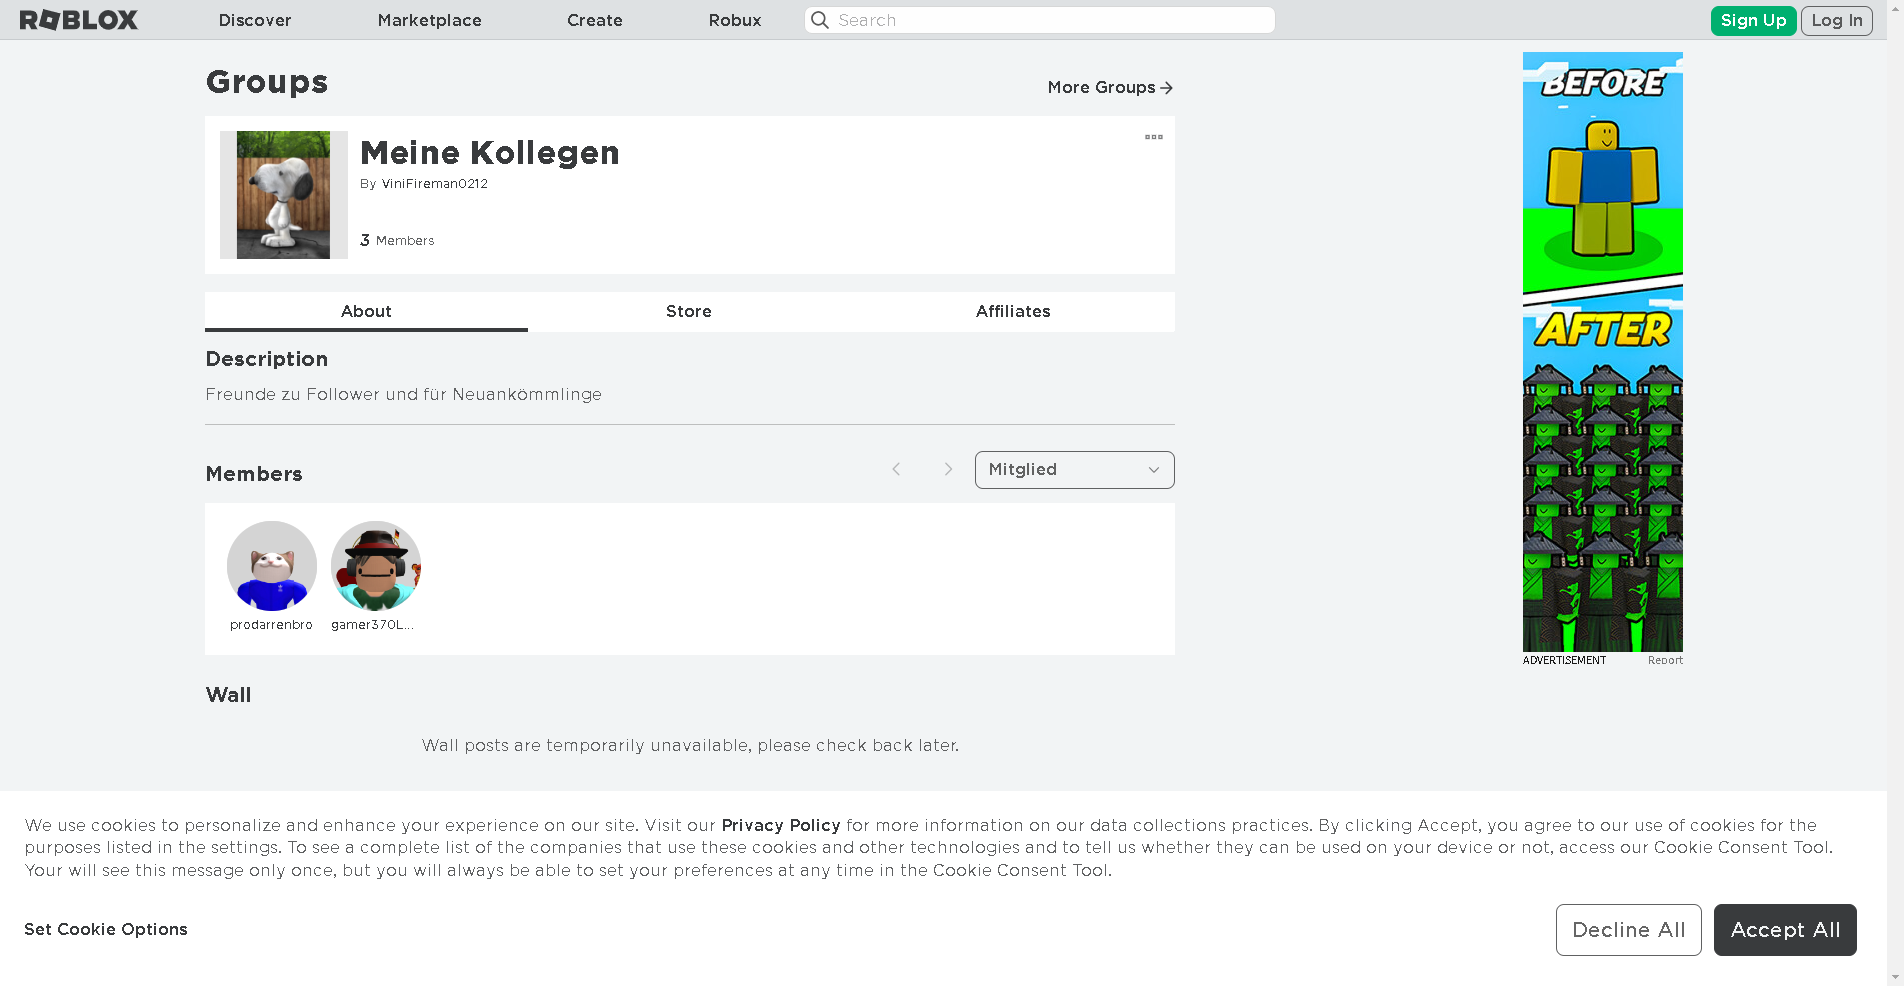 ROBLOX
Discover
Marketplace
Create
Robux
Search
Sign Up
Log In
Groups
More Groups
Meine Kollegen
By ViniFireman0212
3 Members
About
Store
Affiliates
Description
Freunde zu Follower und für Neuankömmlinge
Members
Mitglied
prodarrenbro
gamer370L...
Wall
Wall posts are temporarily unavailable, please check back later.
BEFORE
AFTER
ADVERTISEMENT
Report
We use cookies to personalize and enhance your experience on our site. Visit our Privacy Policy for more information on our data collections practices. By clicking Accept, you agree to our use of cookies for the
purposes listed in the settings. To see a complete list of the companies that use these cookies and other technologies and to tell us whether they can be used on your device or not, access our Cookie Consent Tool.
Your will see this message only once, but you will always be able to set your preferences at any time in the Cookie Consent Tool.
Set Cookie Options
Decline All
Accept All